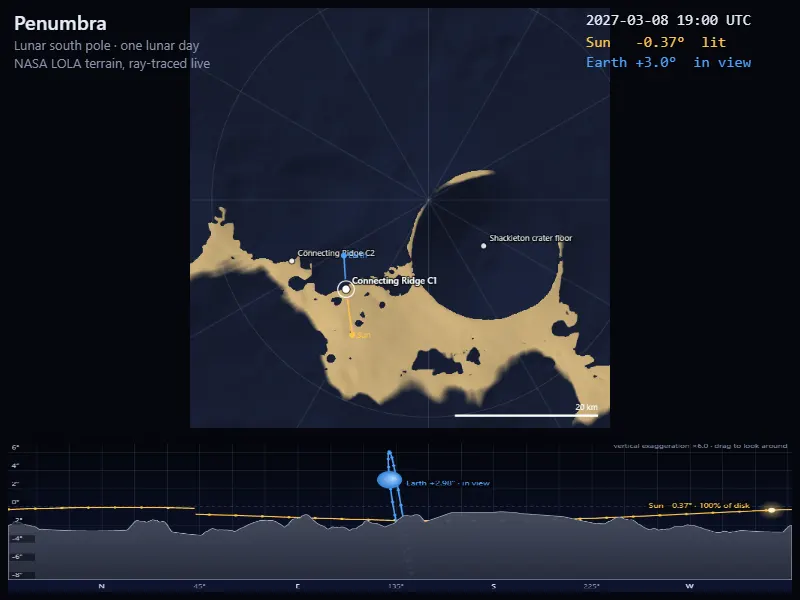 Penumbra
Lunar south pole · one lunar day
NASA LOLA terrain, ray-traced live
2027-03-08 19:00 UTC
Sun -0.37° lit
Earth +3.0° in view
Shackleton crater floor
Connecting Ridge C2
Connecting Ridge C1
Sun
20 km
vertical exaggeration ×6.0 · drag to look around
6°
4°
2°
0°
-2°
-4°
-6°
-8°
Earth +2.98° · in view
Sun -0.37° · 100% of disk
N 45° E 135° S 225° W